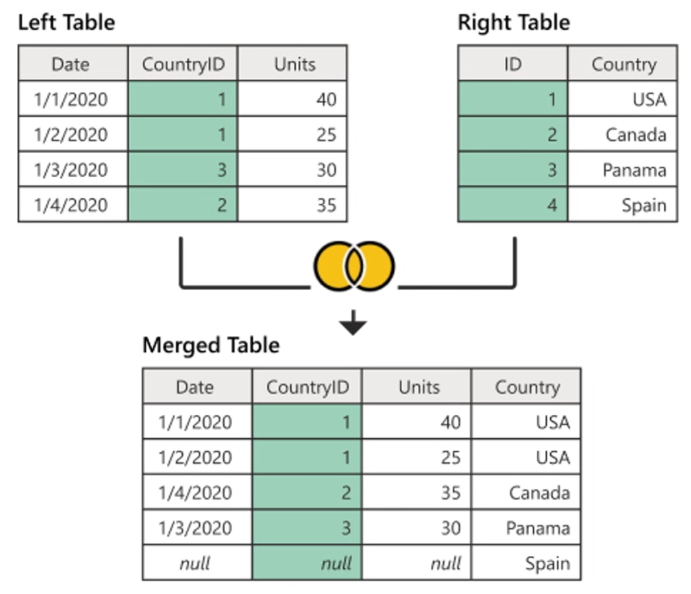 Left Table
Right Table
Date CountryID Units
ID Country
1/1/2020 1 40
1 USA
1/2/2020 1 25
2 Canada
1/3/2020 3 30
3 Panama
1/4/2020 2 35
4 Spain
Merged Table
Date CountryID Units Country
1/1/2020 1 40 USA
1/2/2020 1 25 USA
1/4/2020 2 35 Canada
1/3/2020 3 30 Panama
null null null Spain